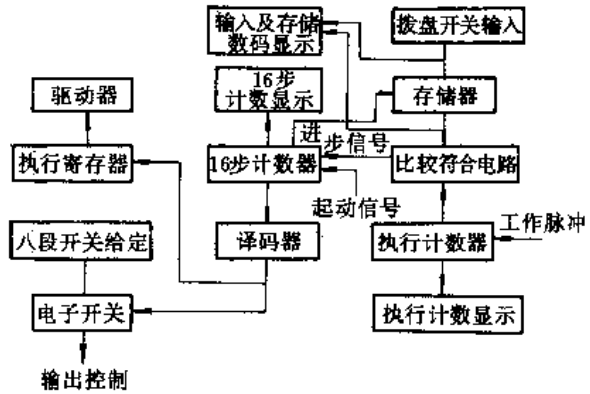 输入及存储
数码显示
拨盘开关输入
16步
计数显示
驱动器
存储器
进步信号
执行寄存器
16步计数器
比较符合电路
起动信号
八段开关给定
译码器
执行计数器
工作脉冲
电子开关
执行计数显示
输出控制